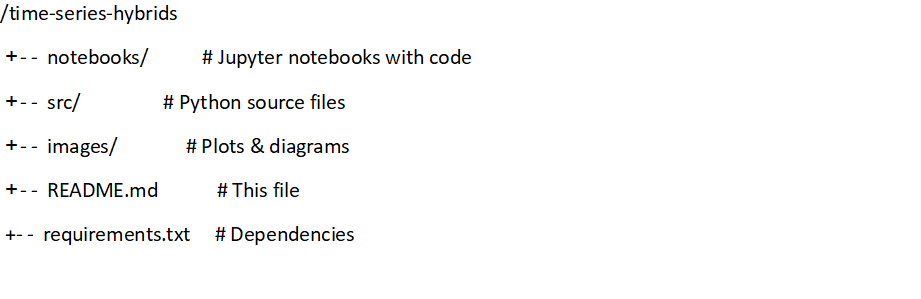 /time-series-hybrids
+-- notebooks/ # Jupyter notebooks with code
+-- src/ # Python source files
+-- images/ # Plots & diagrams
+-- README.md # This file
+-- requirements.txt # Dependencies